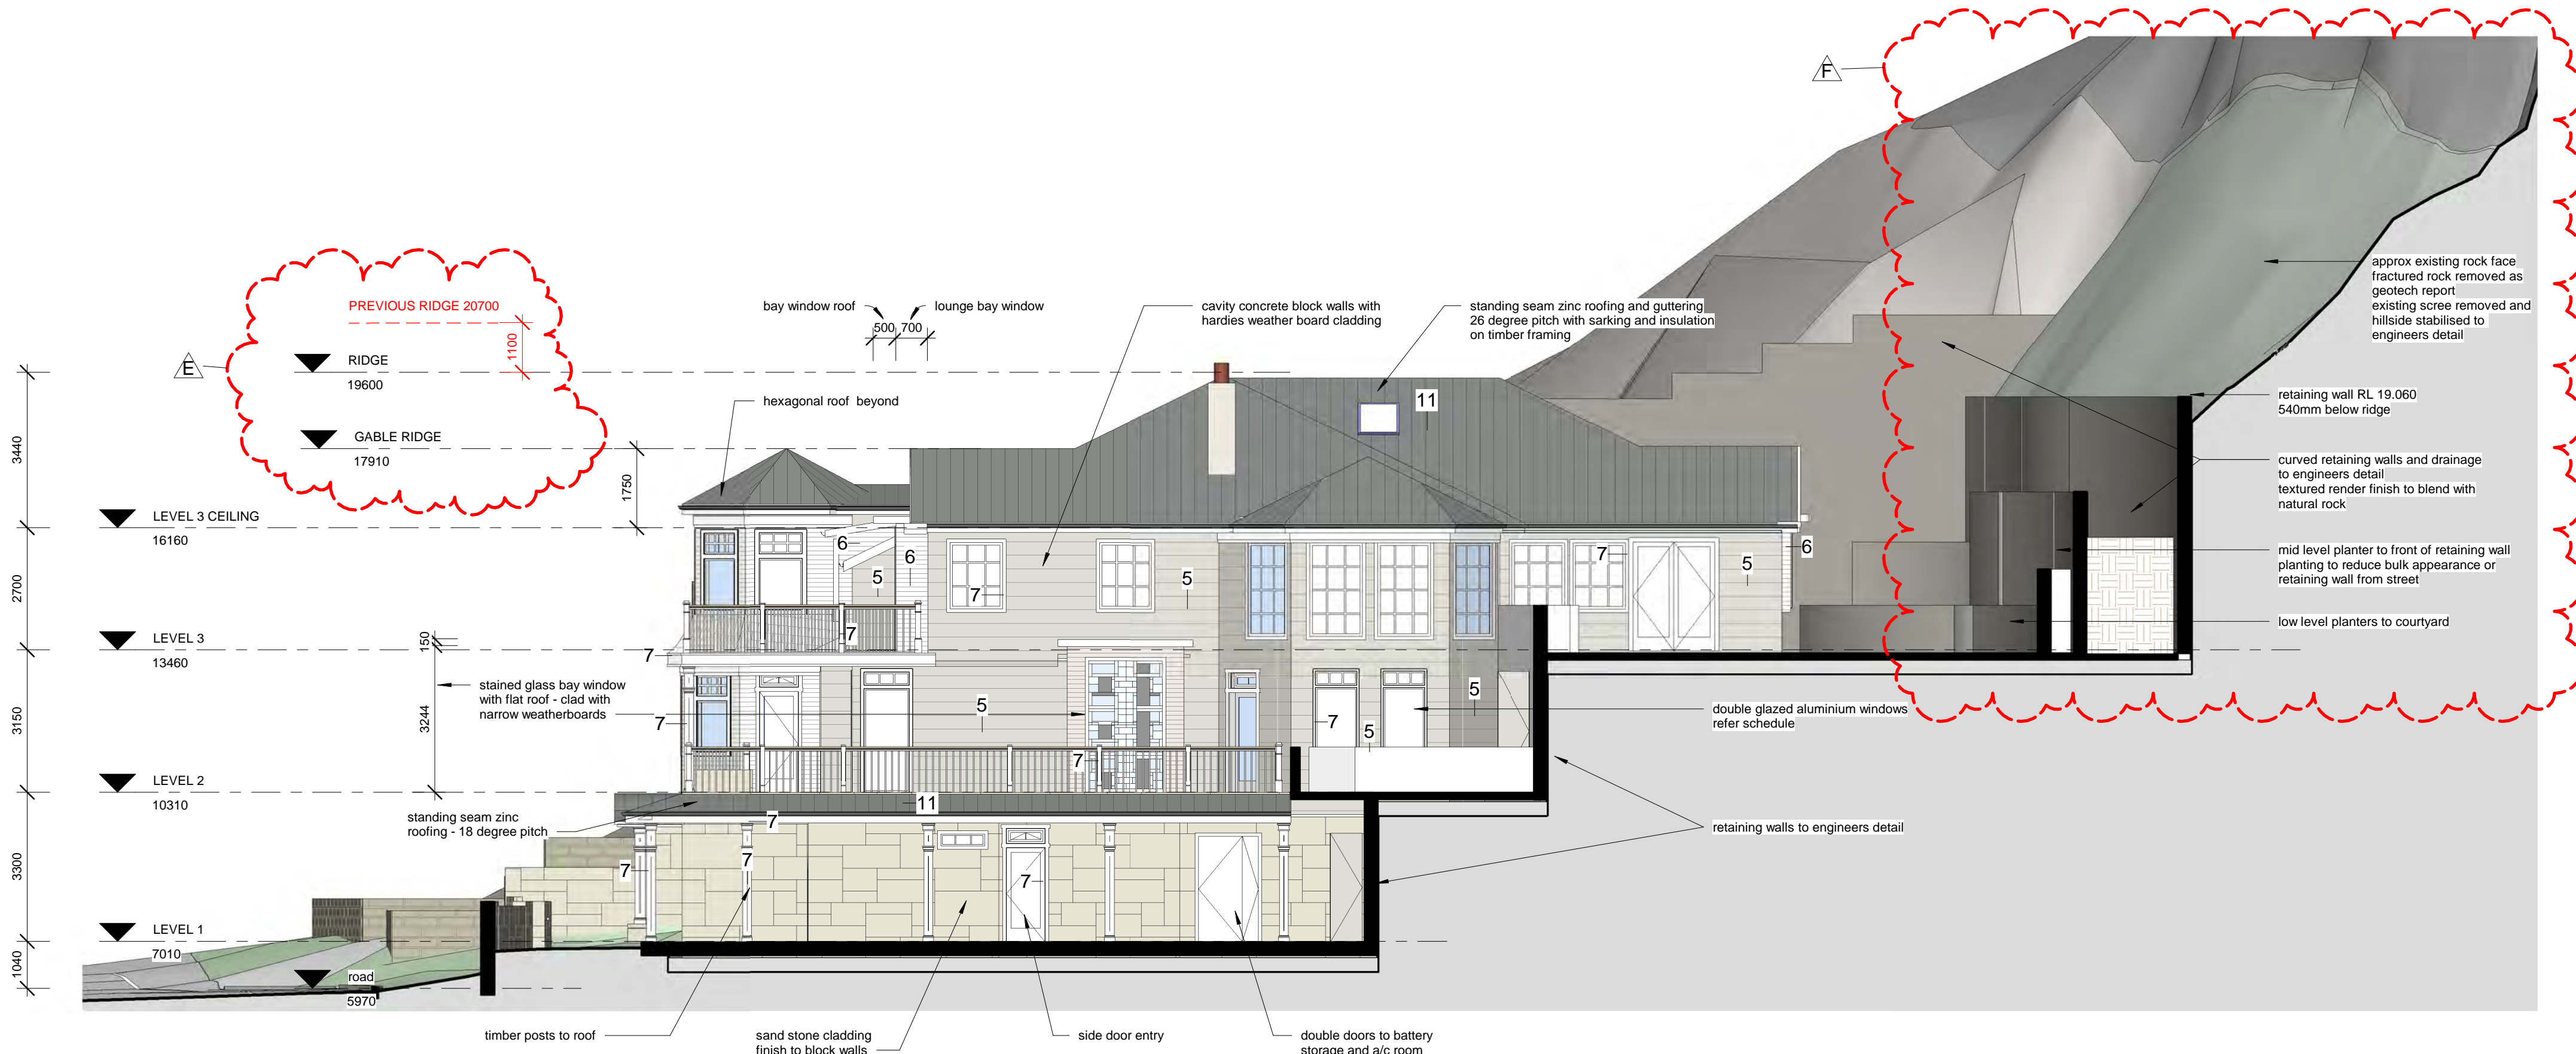 F
PREVIOUS RIDGE 20700
1100
E
RIDGE
19600
GABLE RIDGE
17910
LEVEL 3 CEILING
16160
LEVEL 3
13460
LEVEL 2
10310
LEVEL 1
7010
road
5970
3440
2700
3150
3300
1040
1750
150
3244
bay window roof
lounge bay window
500
700
hexagonal roof beyond
cavity concrete block walls with
hardies weather board cladding
standing seam zinc roofing and guttering
26 degree pitch with sarking and insulation
on timber framing
approx existing rock face
fractured rock removed as
geotech report
existing scree removed and
hillside stabilised to
engineers detail
retaining wall RL 19.060
540mm below ridge
curved retaining walls and drainage
to engineers detail
textured render finish to blend with
natural rock
mid level planter to front of retaining wall
planting to reduce bulk appearance or
retaining wall from street
low level planters to courtyard
stained glass bay window
with flat roof - clad with
narrow weatherboards
double glazed aluminium windows
refer schedule
standing seam zinc
roofing - 18 degree pitch
retaining walls to engineers detail
timber posts to roof
sand stone cladding
finish to block walls
side door entry
double doors to battery
storage and a/c room
11
6
6
5
7
5
7
5
6
7
7
7
5
7
5
5
7
11
7
7
7
7